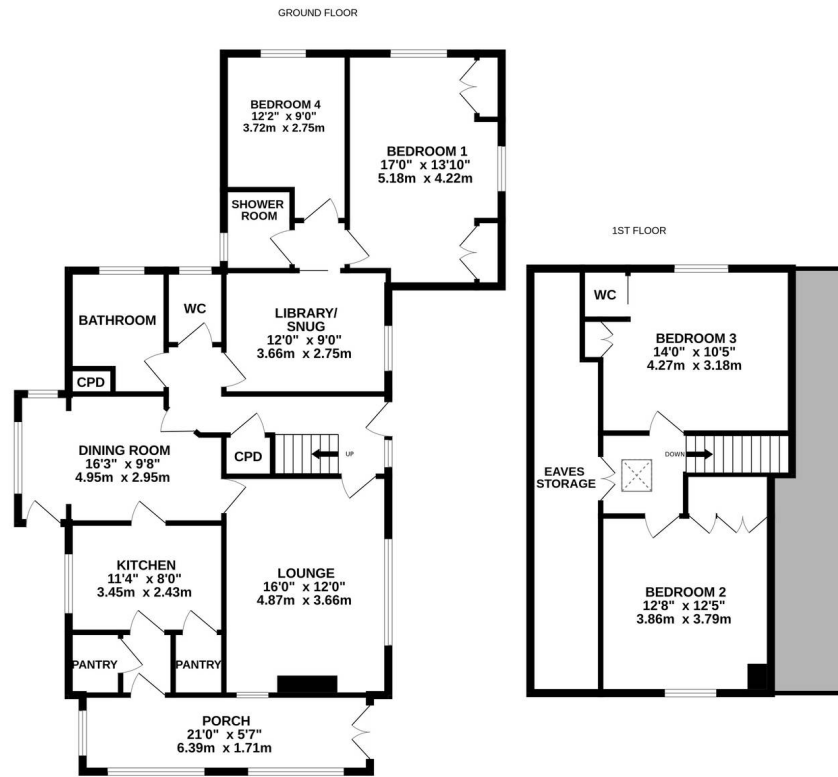 GROUND FLOOR
BEDROOM 4
12'2" x 9'0"
3.72m x 2.75m
BEDROOM 1
17'0" x 13'10"
5.18m x 4.22m
SHOWER
ROOM
BATHROOM
WC
LIBRARY/
SNUG
12'0" x 9'0"
3.66m x 2.75m
CPD
DINING ROOM
16'3" x 9'8"
4.95m x 2.95m
CPD
UP
KITCHEN
11'4" x 8'0"
3.45m x 2.43m
LOUNGE
16'0" x 12'0"
4.87m x 3.66m
PANTRY
PANTRY
PORCH
21'0" x 5'7"
6.39m x 1.71m
1ST FLOOR
WC
BEDROOM 3
14'0" x 10'5"
4.27m x 3.18m
EAVES
STORAGE
DOWN
BEDROOM 2
12'8" x 12'5"
3.86m x 3.79m